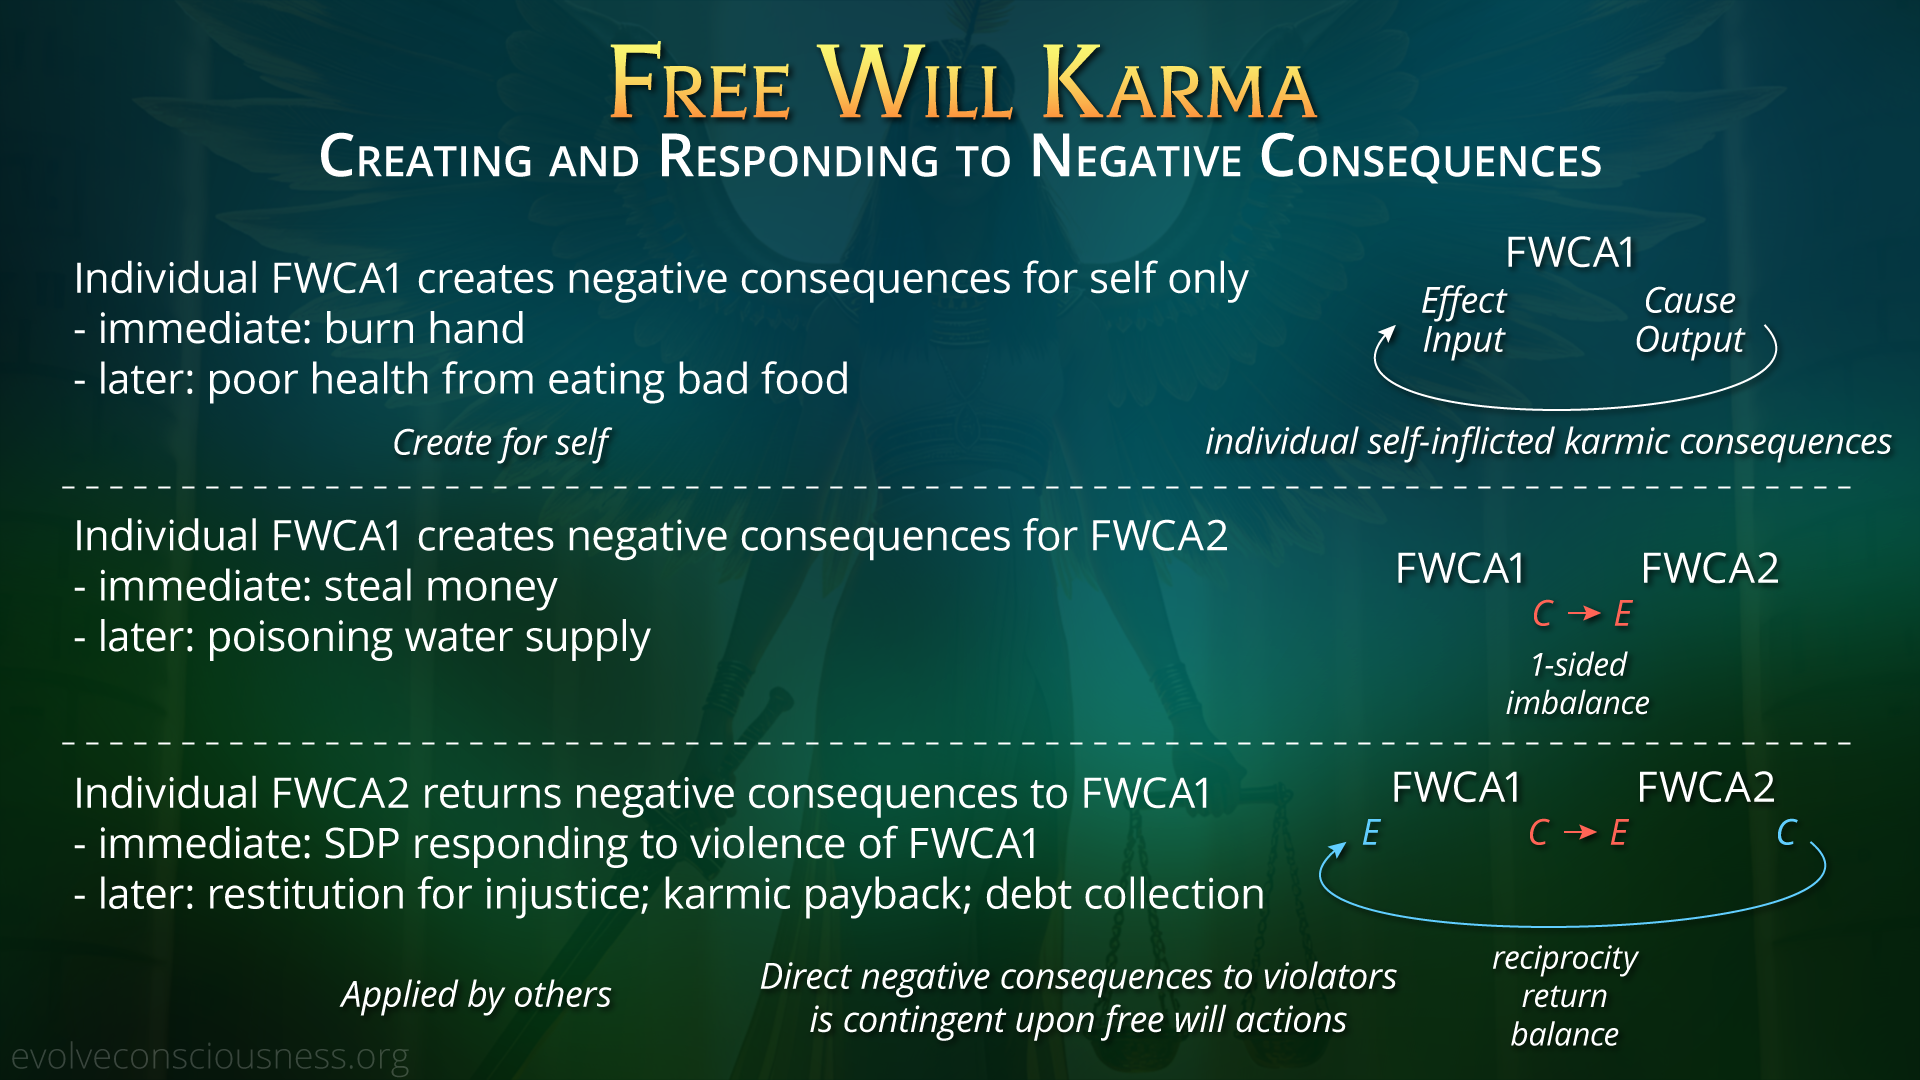 Free Will Karma
Creating and Responding to Negative Consequences
Individual FWCA1 creates negative consequences for self only
- immediate: burn hand
- later: poor health from eating bad food
Create for self
FWCA1
Effect Cause
Input Output
individual self-inflicted karmic consequences
Individual FWCA1 creates negative consequences for FWCA2
- immediate: steal money
- later: poisoning water supply
FWCA1 FWCA2
C → E
1-sided
imbalance
Individual FWCA2 returns negative consequences to FWCA1
- immediate: SDP responding to violence of FWCA1
- later: restitution for injustice; karmic payback; debt collection
Applied by others
Direct negative consequences to violators
is contingent upon free will actions
FWCA1 FWCA2
E C → E C
reciprocity
return
balance
evolveconsciousness.org